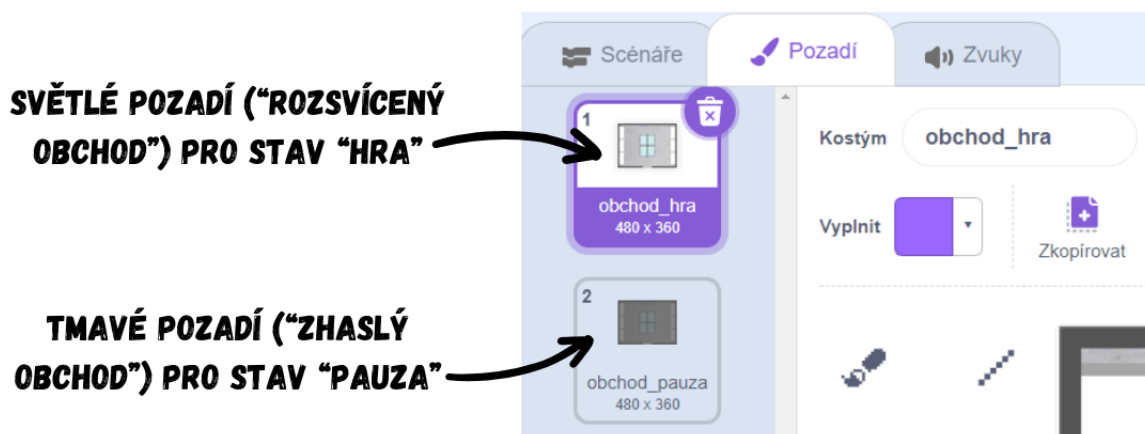 Scénáře
Pozadí
Zvuky
SVĚTLÉ POZADÍ (“ROZSVÍCENÝ
OBCHOD”) PRO STAV “HRA”
1
obchod_hra
480 x 360
Kostým
obchod_hra
Vyplnit
Zkopírovat
TMAVÉ POZADÍ (“ZHASLÝ
OBCHOD”) PRO STAV “PAUZA”
2
obchod_pauza
480 x 360